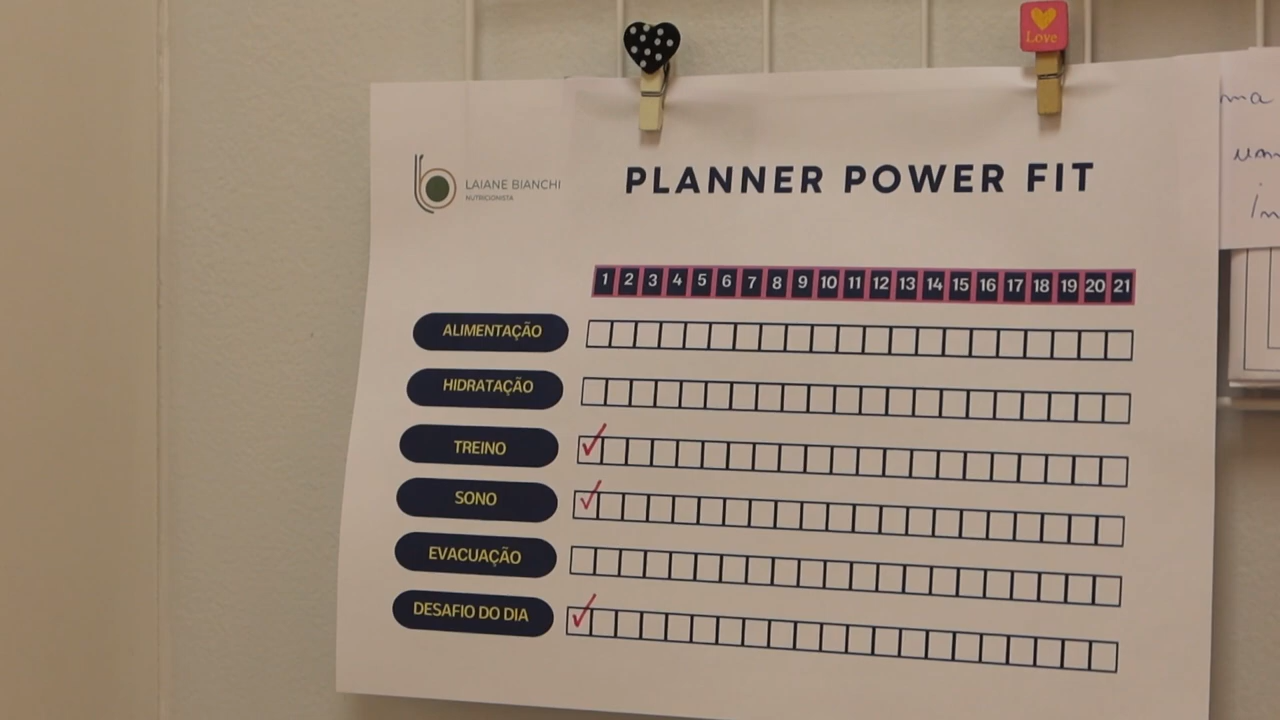 Love
LAIANE BIANCHI
NUTRICIONISTA
PLANNER POWER FIT
1 2 3 4 5 6 7 8 9 10 11 12 13 14 15 16 17 18 19 20 21
ALIMENTAÇÃO
HIDRATAÇÃO
TREINO
SONO
EVACUAÇÃO
DESAFIO DO DIA